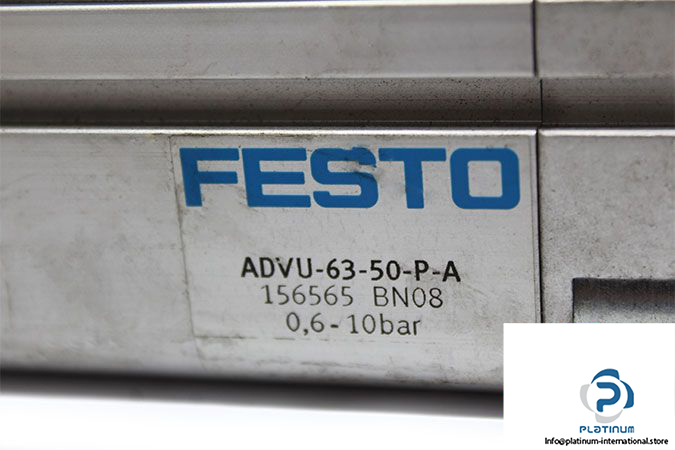 FESTO
ADVU-63-50-P-A
156565 BN08
0,6-10bar
PLATINUM
Info@platinum-international.store